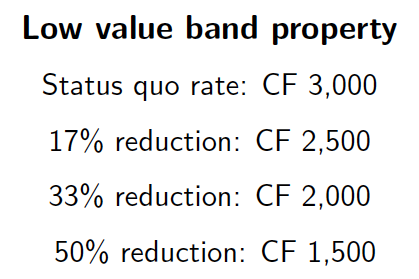 Low value band property
Status quo rate: CF 3,000
17% reduction: CF 2,500
33% reduction: CF 2,000
50% reduction: CF 1,500